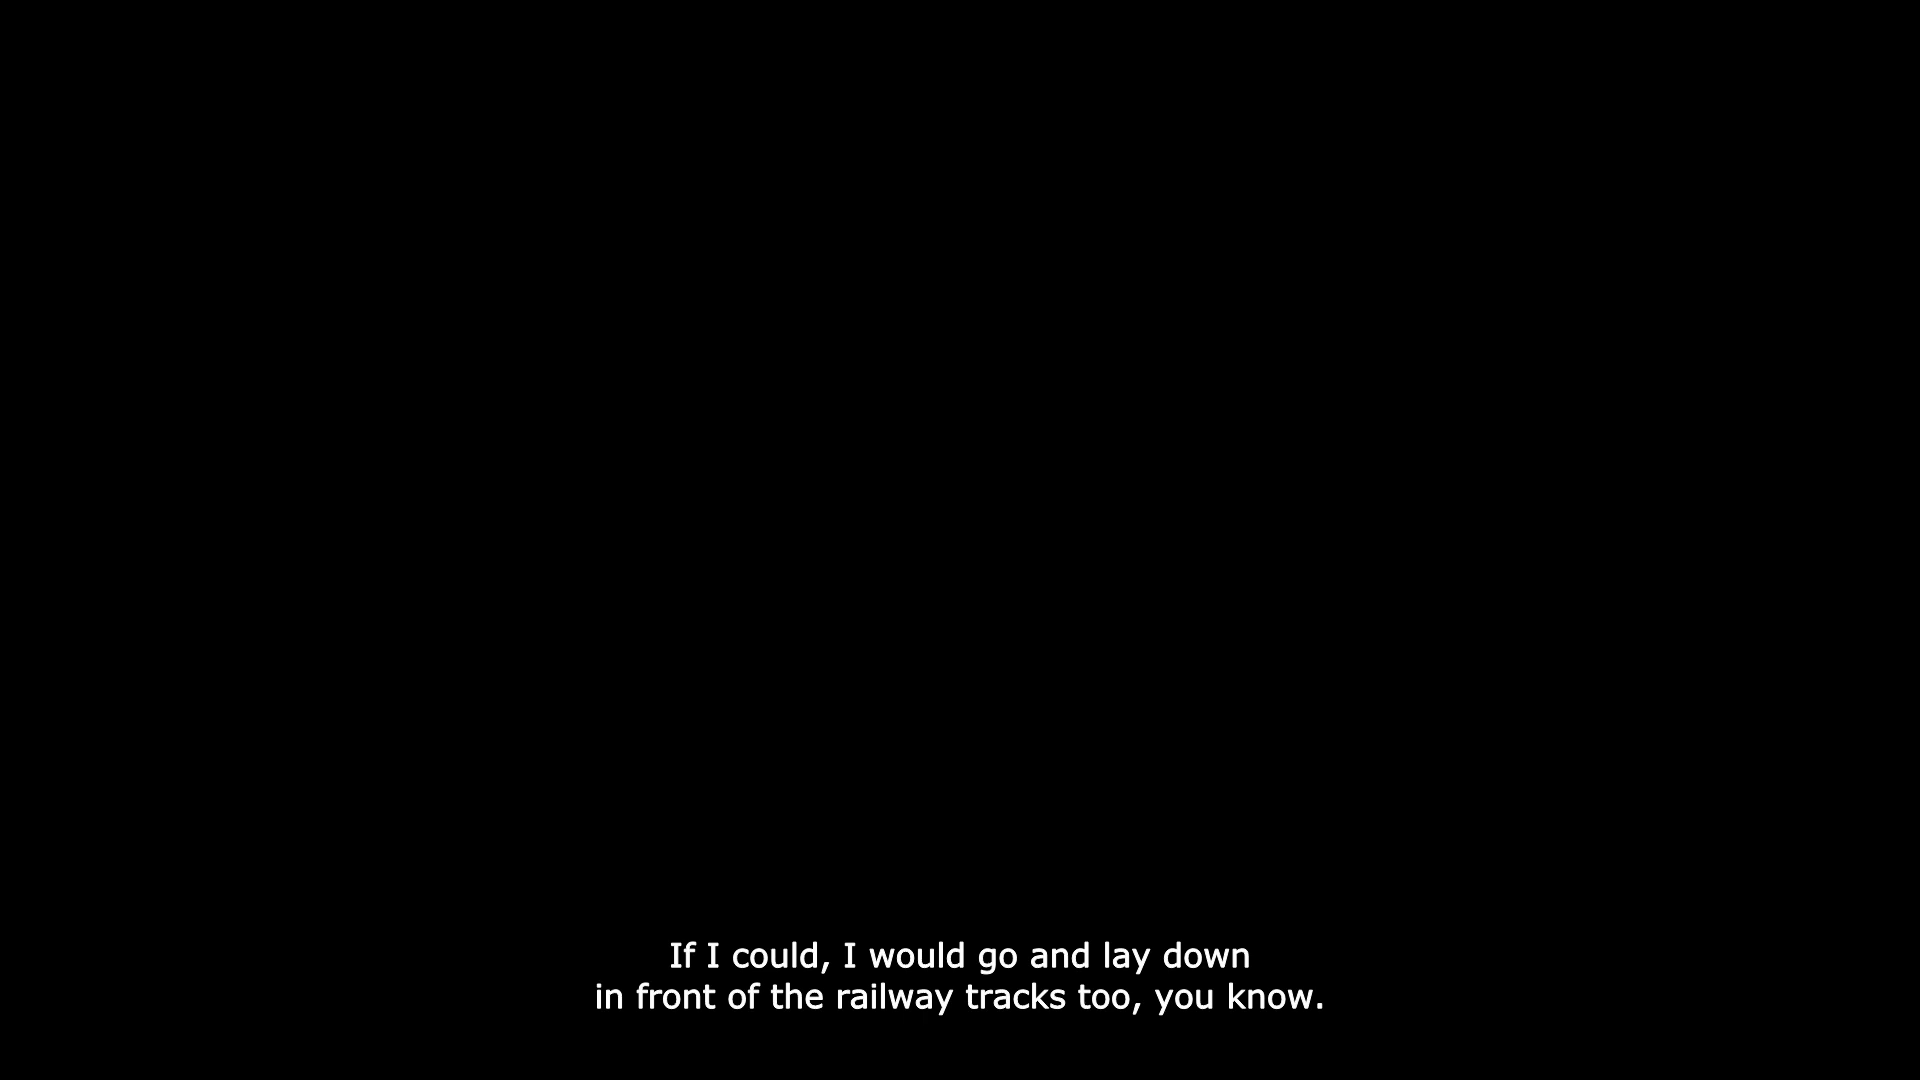 If I could, I would go and lay down
in front of the railway tracks too, you know.